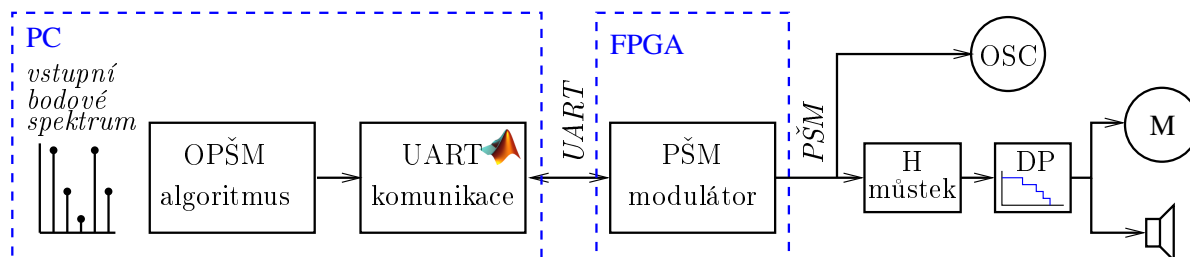 PC
vstupní
bodové
spektrum
OPŠM
algoritmus
UART
komunikace
UART
FPGA
PŠM
modulátor
PŠM
OSC
H
můstek
DP
M